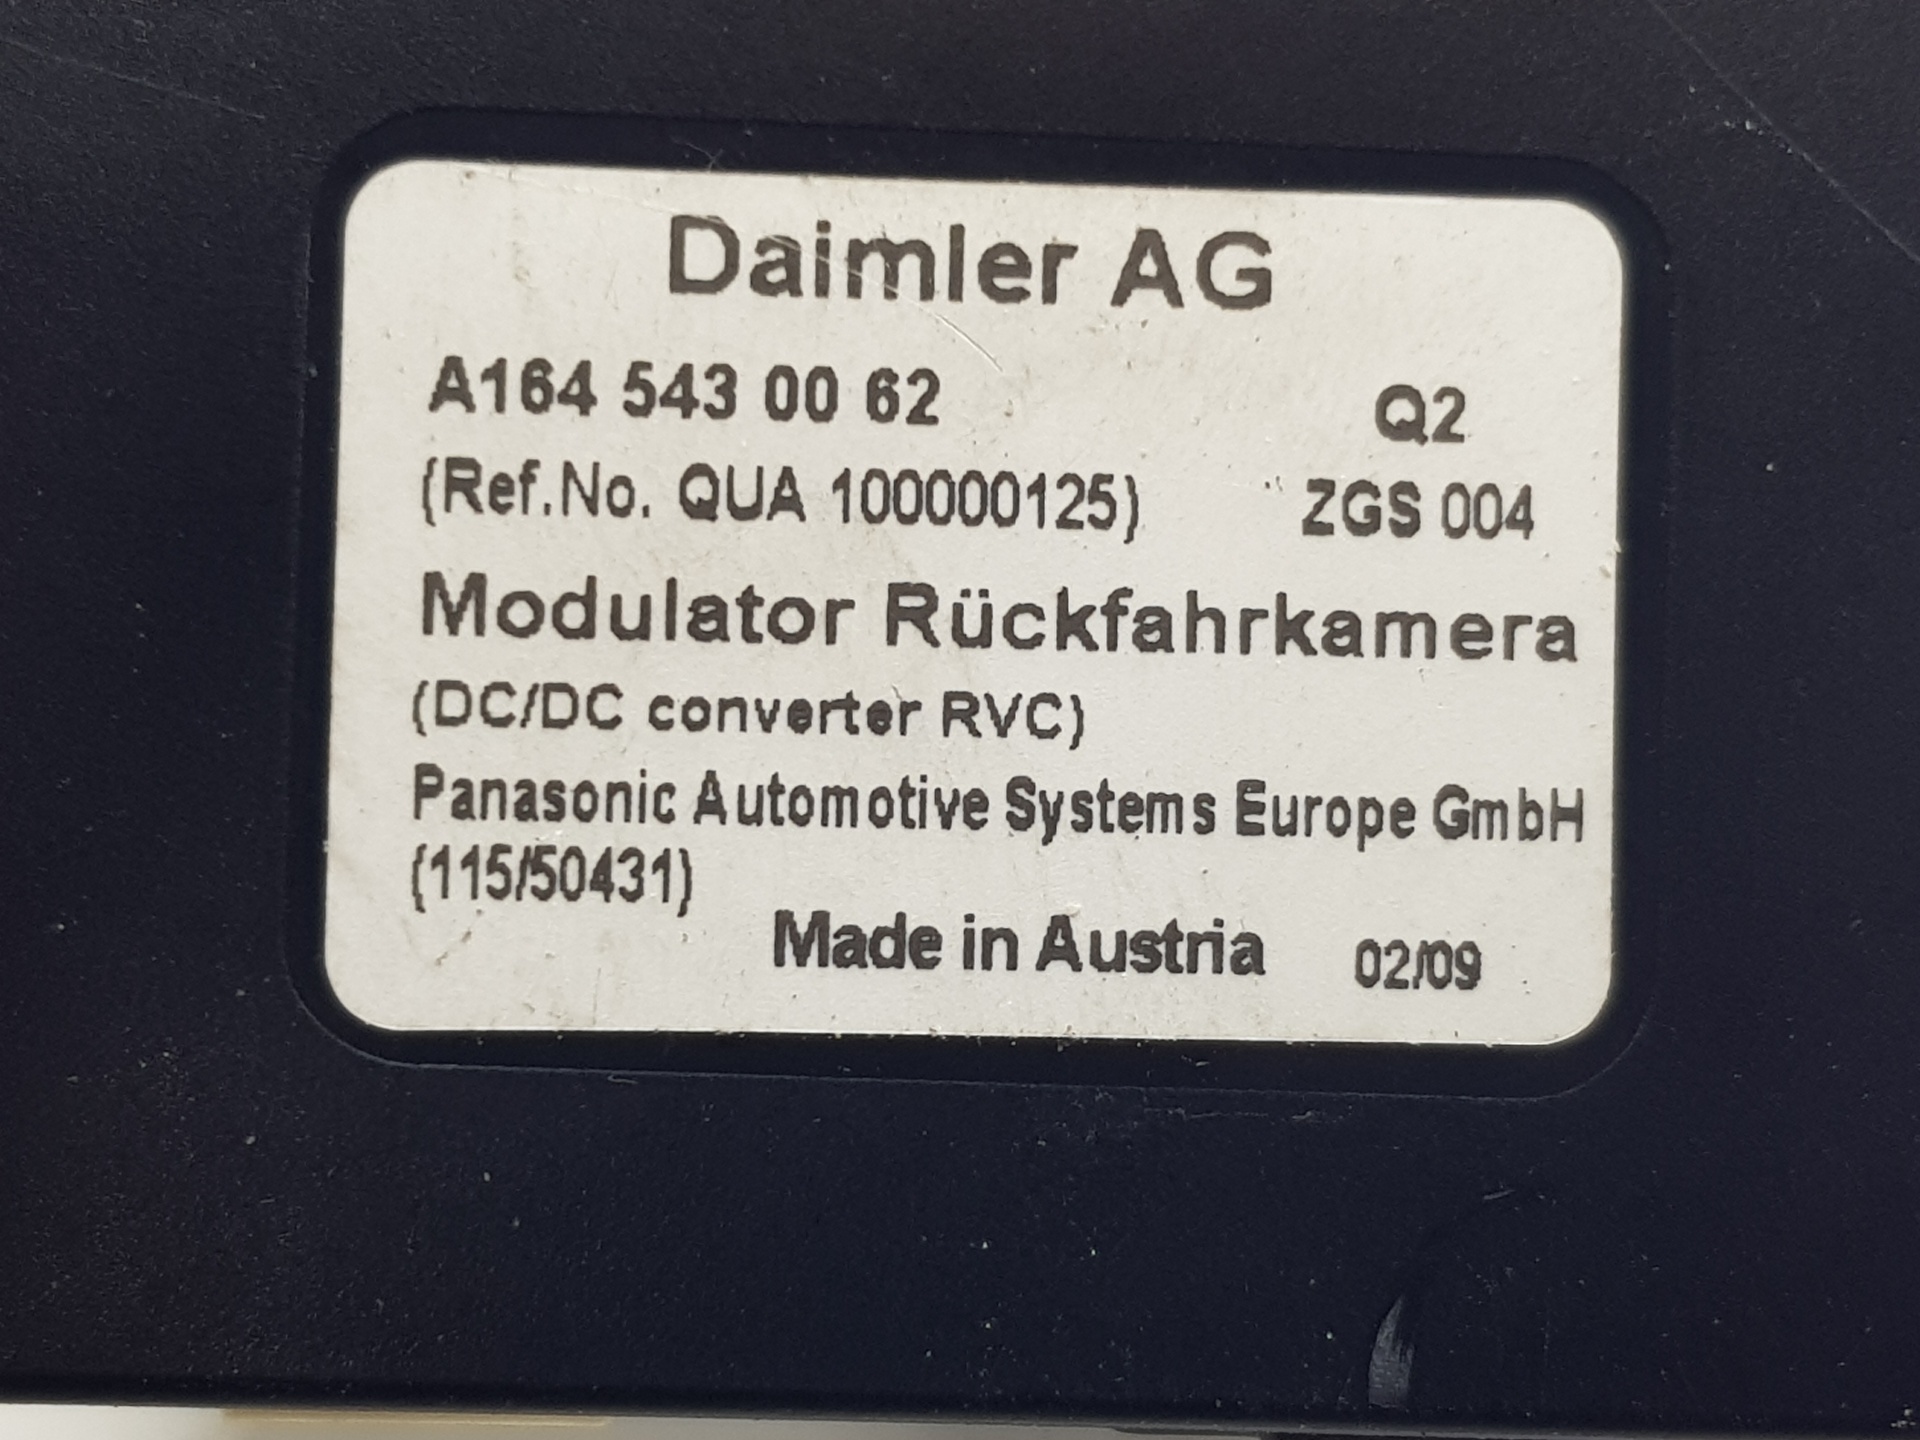 Daimler AG
A164 543 00 62 Q2
(Ref.No. QUA 100000125) ZGS 004
Modulator Rückfahrkamera
(DC/DC converter RVC)
Panasonic Automotive Systems Europe GmbH
(115/50431)
Made in Austria 02/09